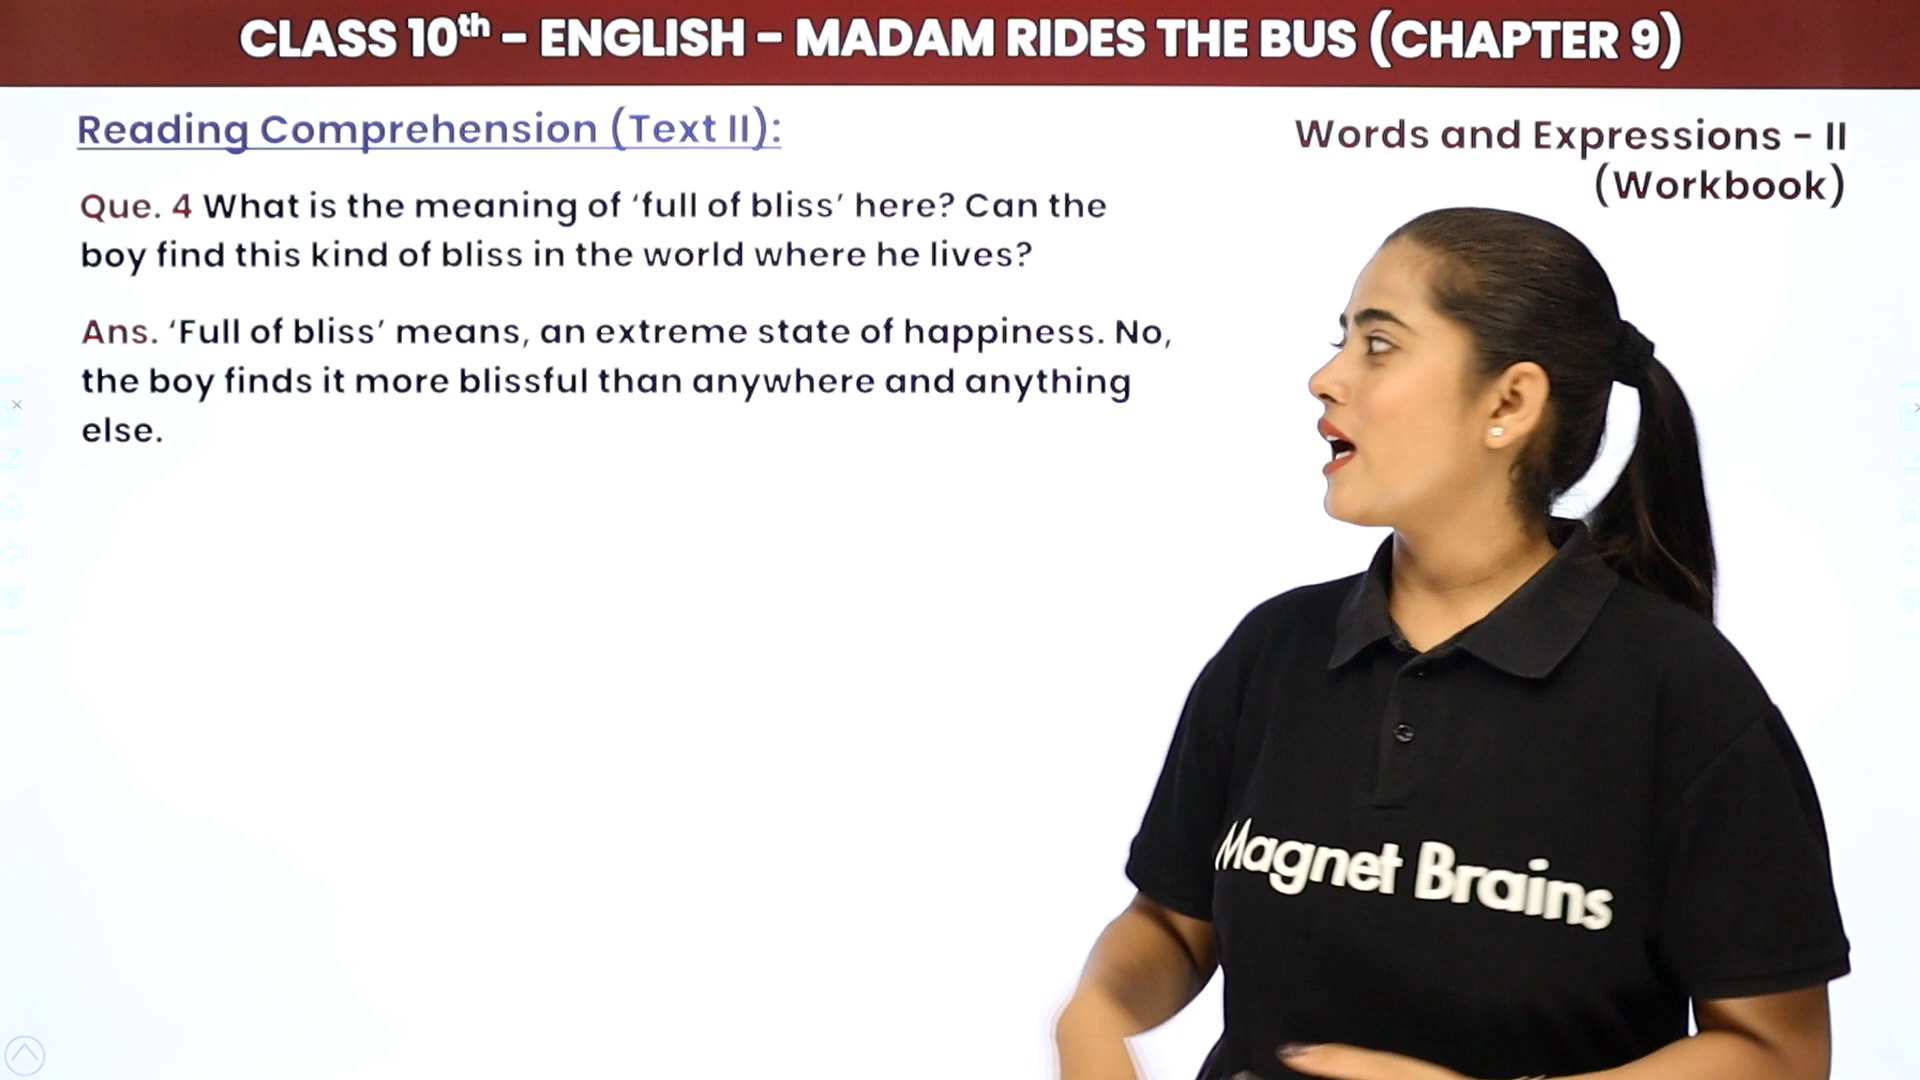 CLASS 10th - ENGLISH - MADAM RIDES THE BUS (CHAPTER 9)
Reading Comprehension (Text II):
Words and Expressions - II
(Workbook)
Que. 4 What is the meaning of ‘full of bliss’ here? Can the
boy find this kind of bliss in the world where he lives?
Ans. ‘Full of bliss’ means, an extreme state of happiness. No,
the boy finds it more blissful than anywhere and anything
else.
Magnet Brains